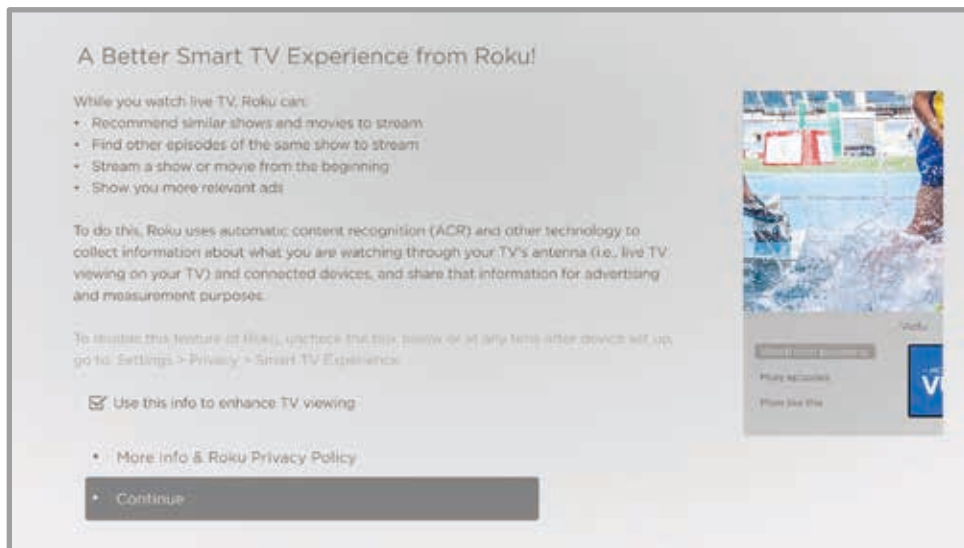 A Better Smart TV Experience from Roku!
While you watch live TV, Roku can:
• Recommend similar shows and movies to stream
• Find other episodes of the same show to stream
• Stream a show or movie from the beginning
• Show you more relevant ads
To do this, Roku uses automatic content recognition (ACR) and other technology to
collect information about what you are watching through your TV's antenna (i.e., live TV
viewing on your TV) and connected devices, and share that information for advertising
and measurement purposes.
To disable this feature of Roku, uncheck the box below or at any time after device set up,
go to: Settings > Privacy > Smart TV Experience
Use this info to enhance TV viewing
• More Info & Roku Privacy Policy
• Continue
Vudu
More episodes
More like this